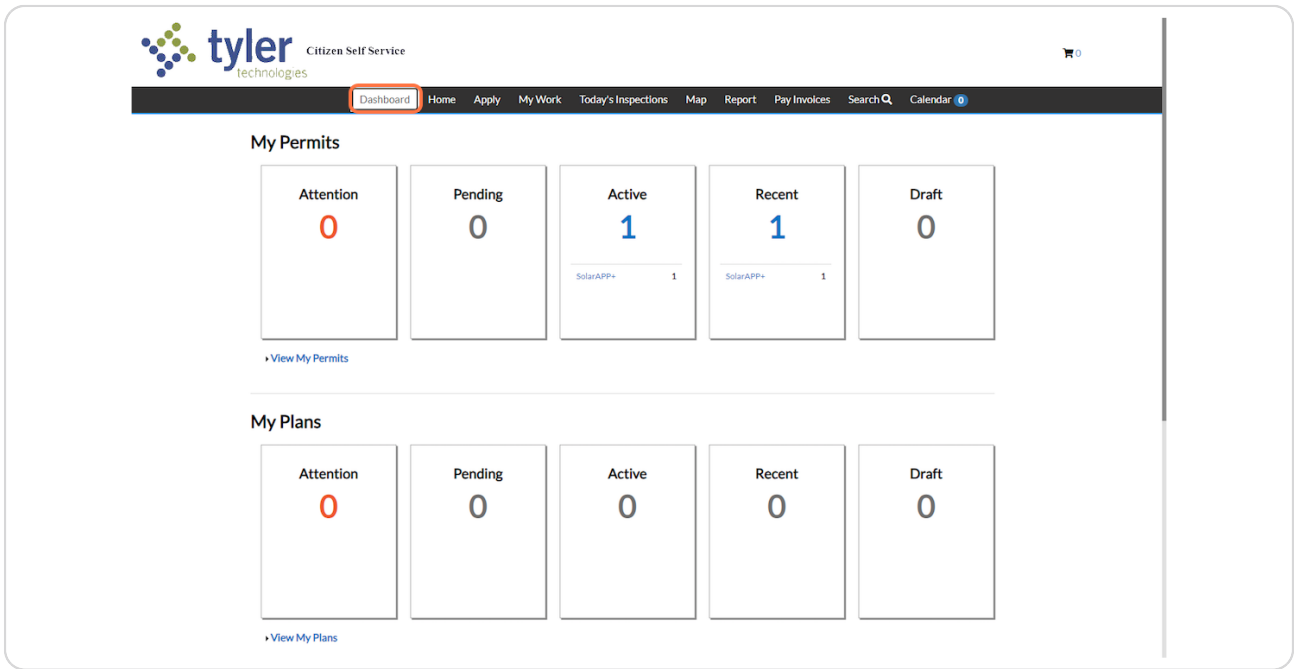 tyler
technologies
Citizen Self Service
0
Dashboard Home Apply My Work Today's Inspections Map Report Pay Invoices Search Calendar 0
My Permits
Attention Pending Active Recent Draft
0 0 1 1 0
SolarAPP+ 1 SolarAPP+ 1
View My Permits
My Plans
Attention Pending Active Recent Draft
0 0 0 0 0
View My Plans